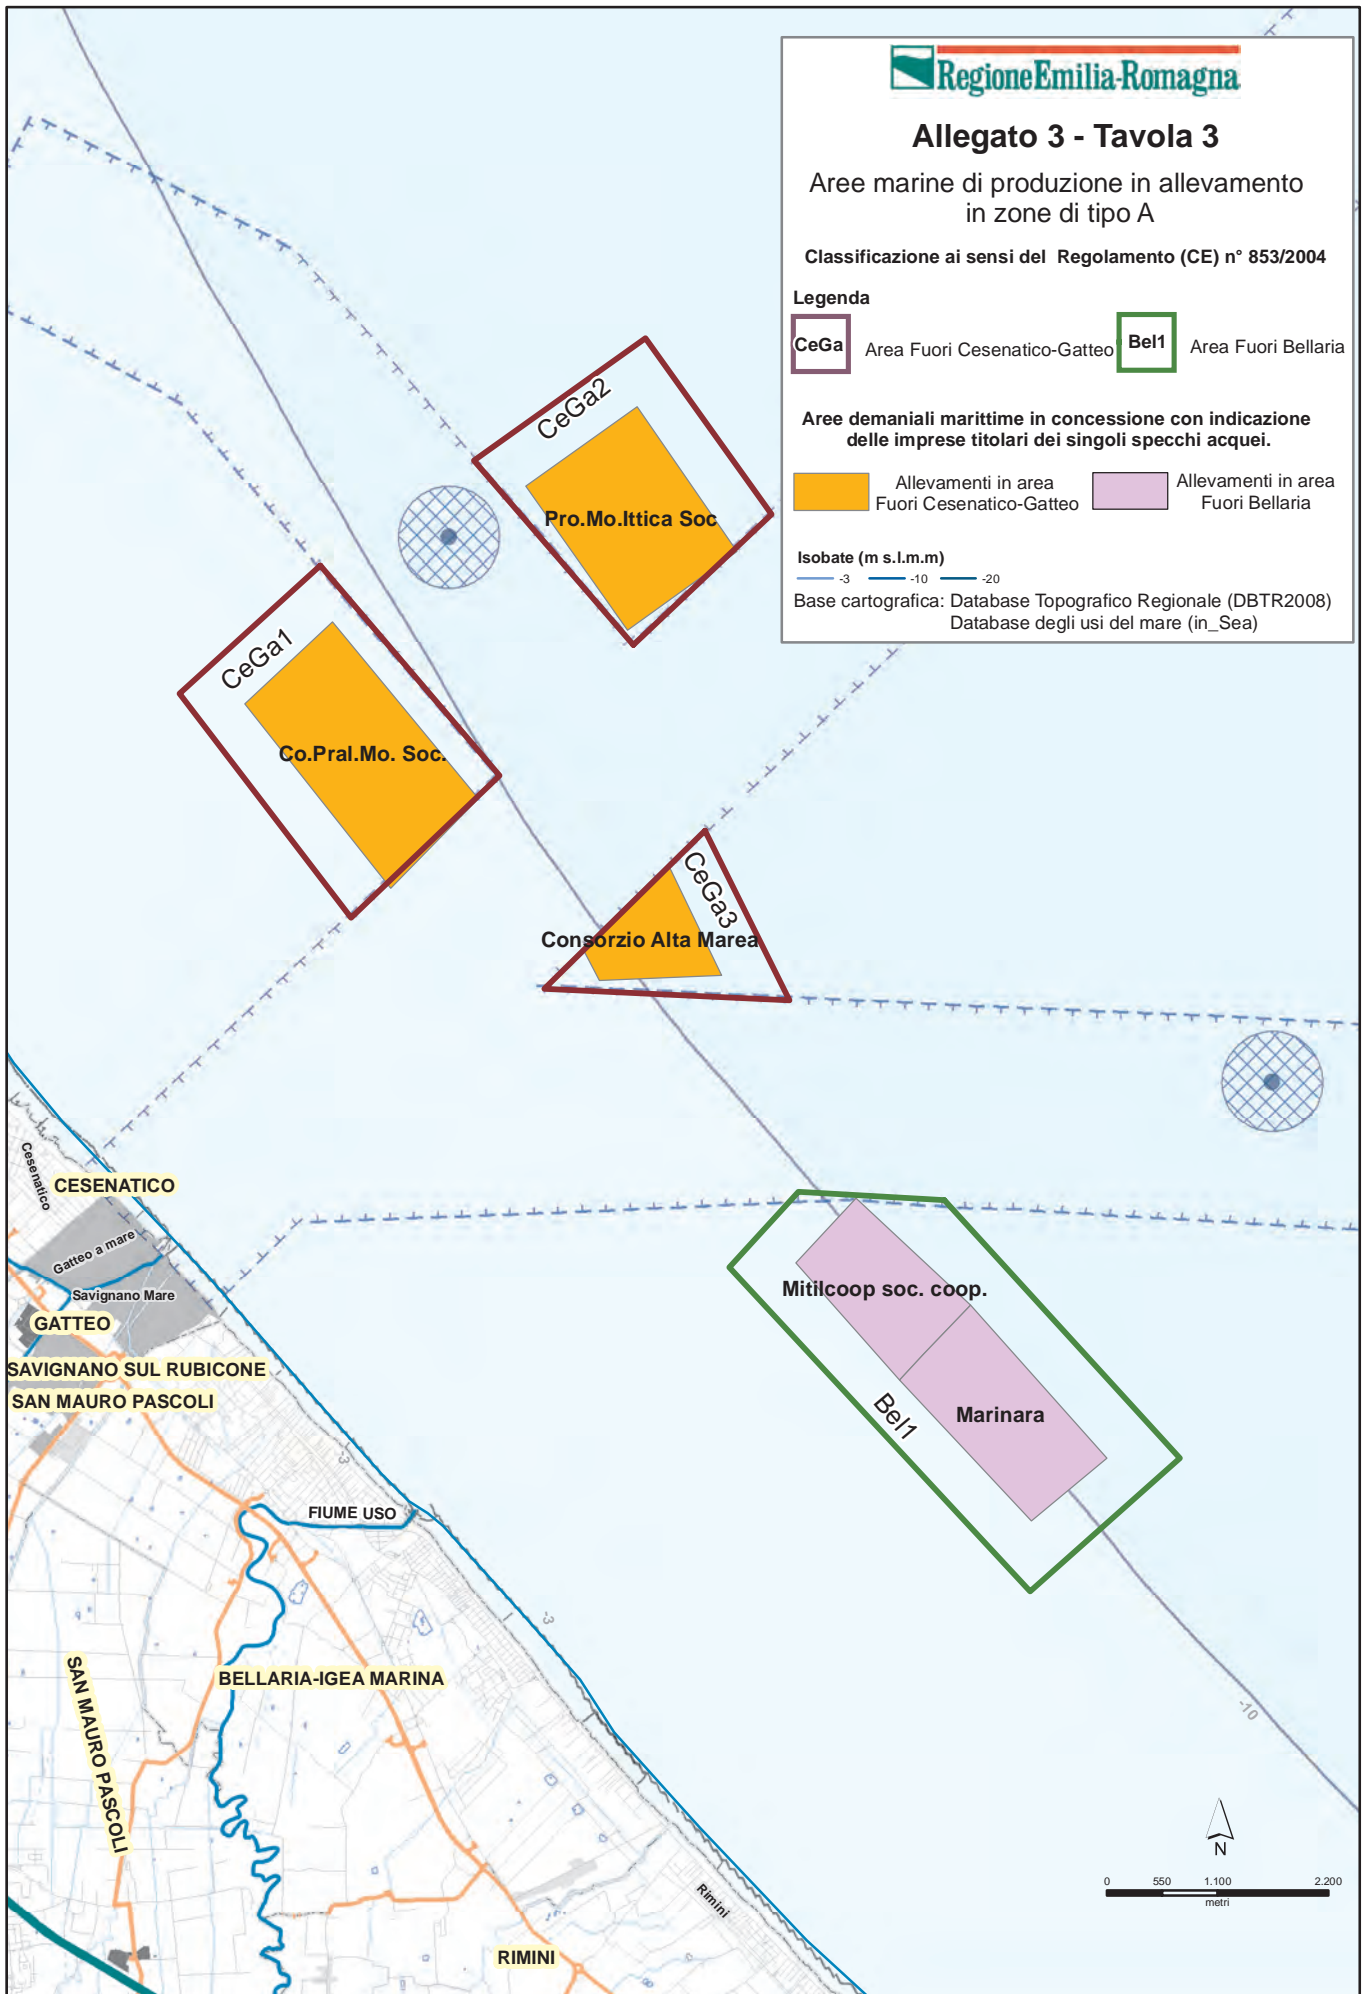 RegioneEmilia-Romagna
Allegato 3 - Tavola 3
Aree marine di produzione in allevamento
in zone di tipo A
Classificazione ai sensi del Regolamento (CE) n° 853/2004
Legenda
CeGa
Area Fuori Cesenatico-Gatteo
Bel1
Area Fuori Bellaria
Aree demaniali marittime in concessione con indicazione
delle imprese titolari dei singoli specchi acquei.
Allevamenti in area
Fuori Cesenatico-Gatteo
Allevamenti in area
Fuori Bellaria
Isobate (m s.l.m.m)
-3
-10
-20
Base cartografica: Database Topografico Regionale (DBTR2008)
Database degli usi del mare (in_Sea)
CeGa2
Pro.Mo.Ittica Soc
CeGa1
Co.Pral.Mo. Soc.
CeGa3
Consorzio Alta Marea
Cesenatico
CESENATICO
Gatteo a mare
Savignano Mare
GATTEO
SAVIGNANO SUL RUBICONE
SAN MAURO PASCOLI
Mitilcoop soc. coop.
Bel1
Marinara
-3
FIUME USO
-3
BELLARIA-IGEA MARINA
SAN MAURO PASCOLI
-10
N
0
550
1.100
2.200
metri
Rimini
RIMINI